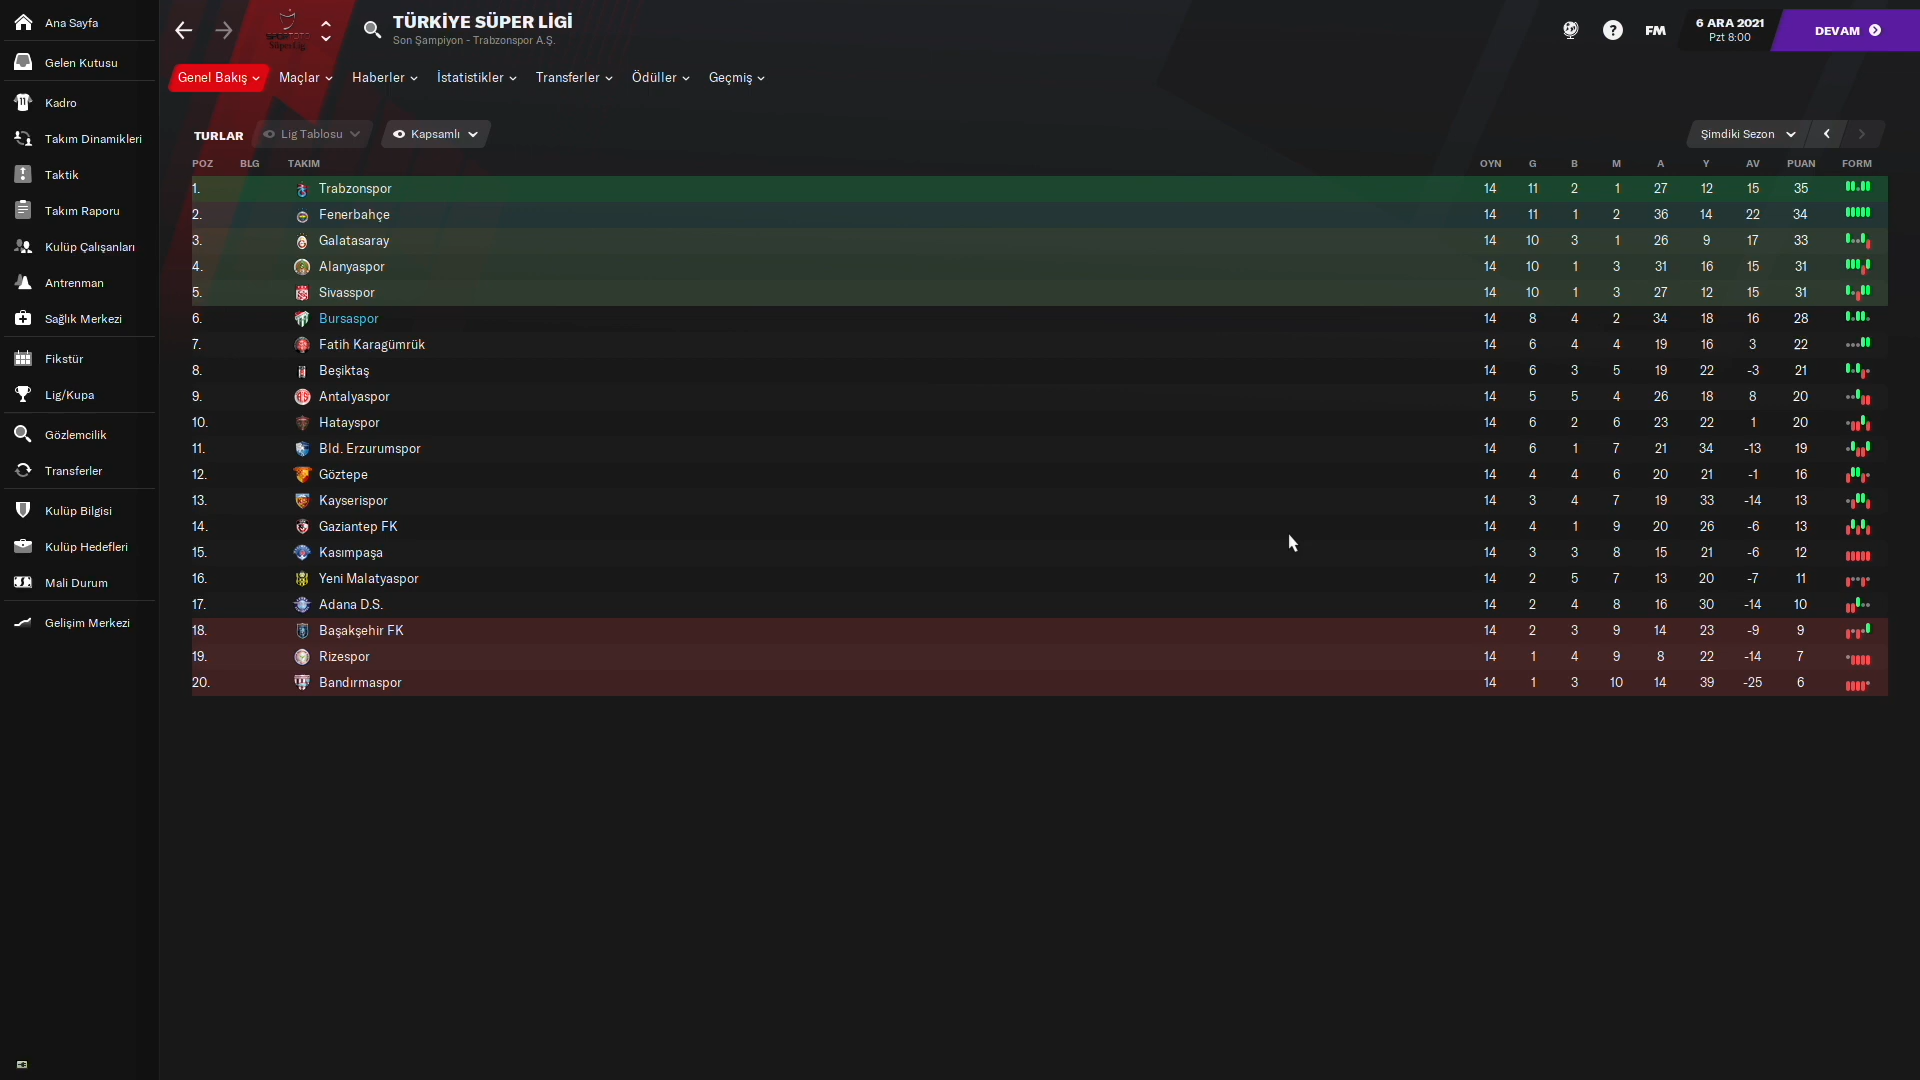 Ana Sayfa
Gelen Kutusu
Kadro
Takım Dinamikleri
Taktik
Takım Raporu
Kulüp Çalışanları
Antrenman
Sağlık Merkezi
Fikstür
Lig/Kupa
Gözlemcilik
Transferler
Kulüp Bilgisi
Kulüp Hedefleri
Mali Durum
Gelişim Merkezi
Süper Lig
TÜRKİYE SÜPER LİGİ
Son Şampiyon - Trabzonspor A.Ş.
? FM
6 ARA 2021
Pzt 8:00
DEVAM
Genel Bakış Maçlar Haberler İstatistikler Transferler Ödüller Geçmiş
TURLAR Lig Tablosu Kapsamlı Şimdiki Sezon
POZ BLG TAKIM OYN G B M A Y AV PUAN FORM
1. Trabzonspor 14 11 2 1 27 12 15 35
2. Fenerbahçe 14 11 1 2 36 14 22 34
3. Galatasaray 14 10 3 1 26 9 17 33
4. Alanyaspor 14 10 1 3 31 16 15 31
5. Sivasspor 14 10 1 3 27 12 15 31
6. Bursaspor 14 8 4 2 34 18 16 28
7. Fatih Karagümrük 14 6 4 4 19 16 3 22
8. Beşiktaş 14 6 3 5 19 22 -3 21
9. Antalyaspor 14 5 5 4 26 18 8 20
10. Hatayspor 14 6 2 6 23 22 1 20
11. Bld. Erzurumspor 14 6 1 7 21 34 -13 19
12. Göztepe 14 4 4 6 20 21 -1 16
13. Kayserispor 14 3 4 7 19 33 -14 13
14. Gaziantep FK 14 4 1 9 20 26 -6 13
15. Kasımpaşa 14 3 3 8 15 21 -6 12
16. Yeni Malatyaspor 14 2 5 7 13 20 -7 11
17. Adana D.S. 14 2 4 8 16 30 -14 10
18. Başakşehir FK 14 2 3 9 14 23 -9 9
19. Rizespor 14 1 4 9 8 22 -14 7
20. Bandırmaspor 14 1 3 10 14 39 -25 6